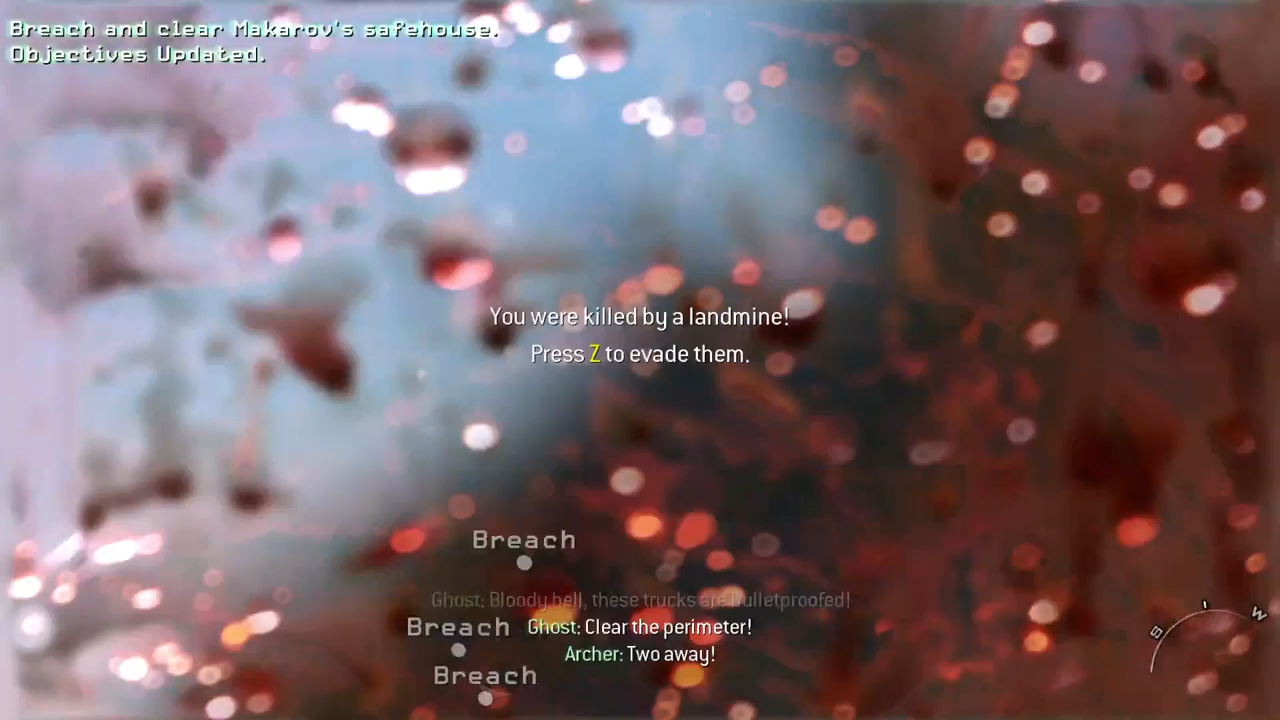 Breach and clear Makarov's safehouse.
Objectives Updated.
You were killed by a landmine!
Press Z to evade them.
Breach
Ghost: Bloody hell, these trucks are bulletproofed!
Breach
Ghost: Clear the perimeter!
Archer: Two away!
Breach
S
W